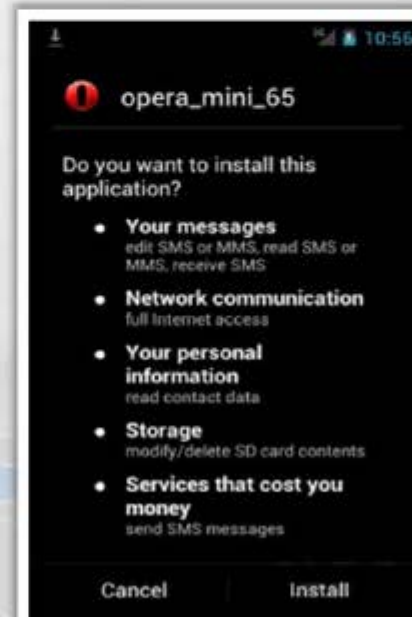 10:56
opera_mini_65
Do you want to install this
application?
• Your messages
edit SMS or MMS, read SMS or
MMS, receive SMS
• Network communication
full Internet access
• Your personal
information
read contact data
• Storage
modify/delete SD card contents
• Services that cost you
money
send SMS messages
Cancel Install